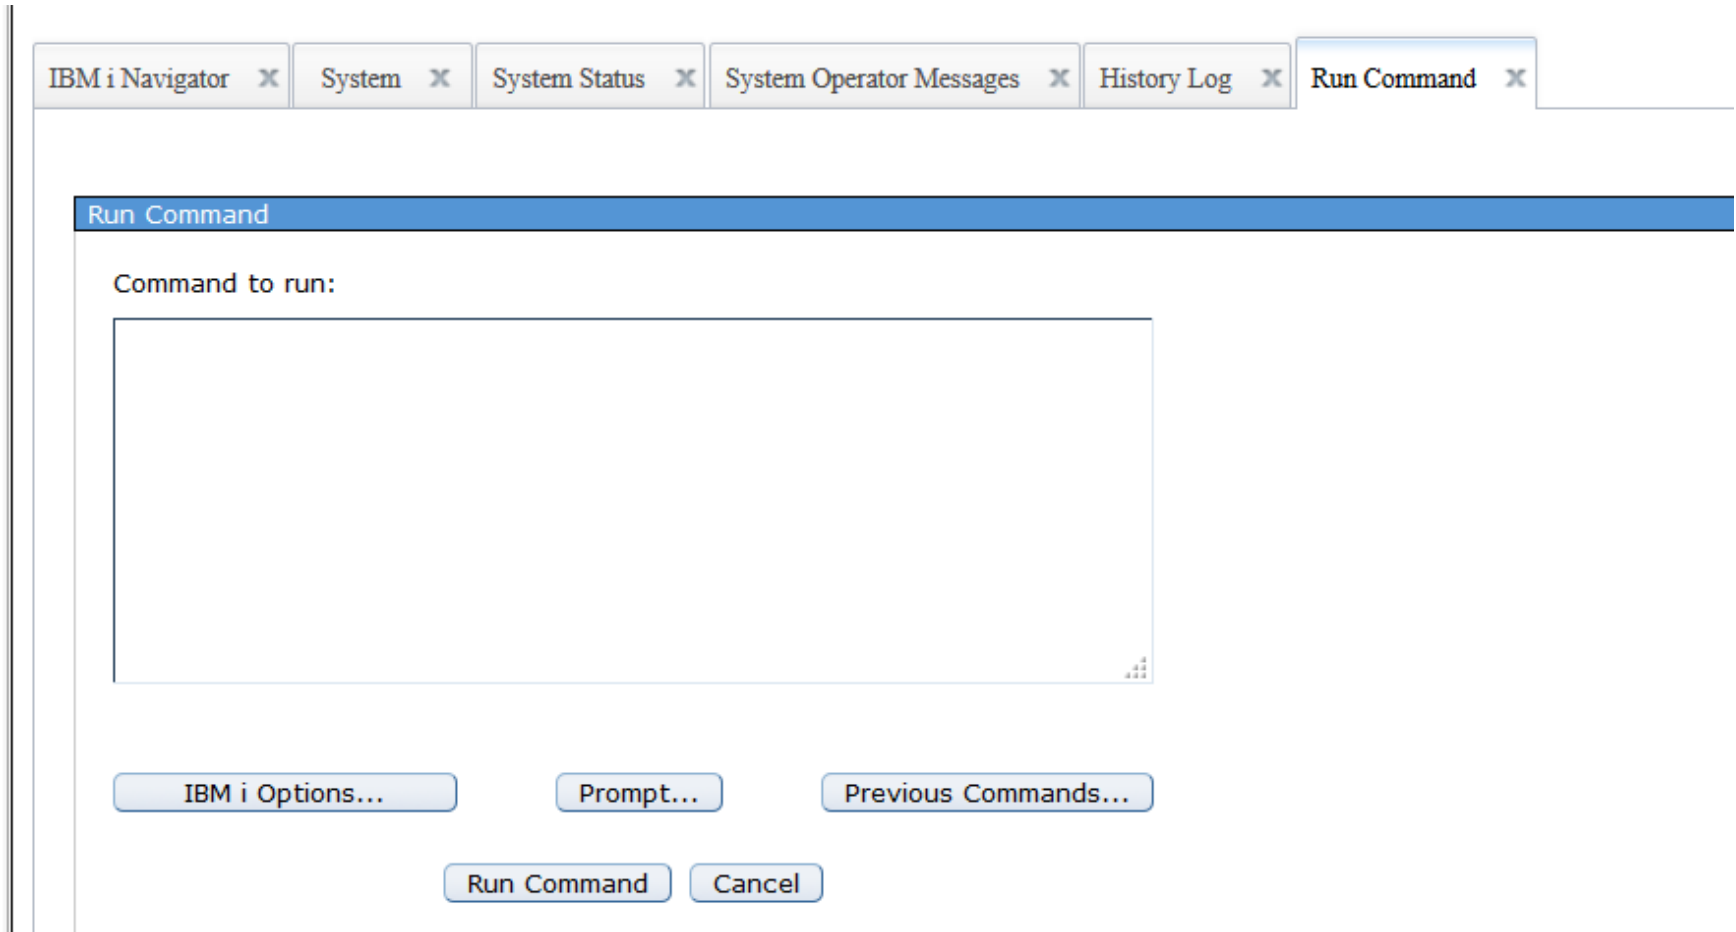 IBM i Navigator System System Status System Operator Messages History Log Run Command
Run Command
Command to run:
IBM i Options... Prompt... Previous Commands...
Run Command Cancel